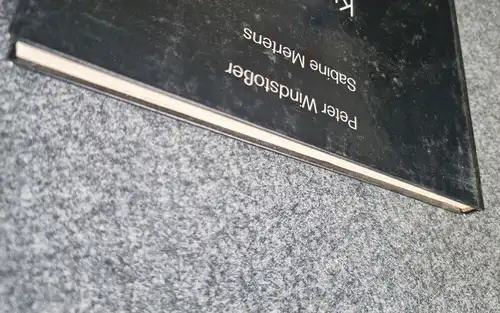 Peter Windstoßer
Sabine Mertens